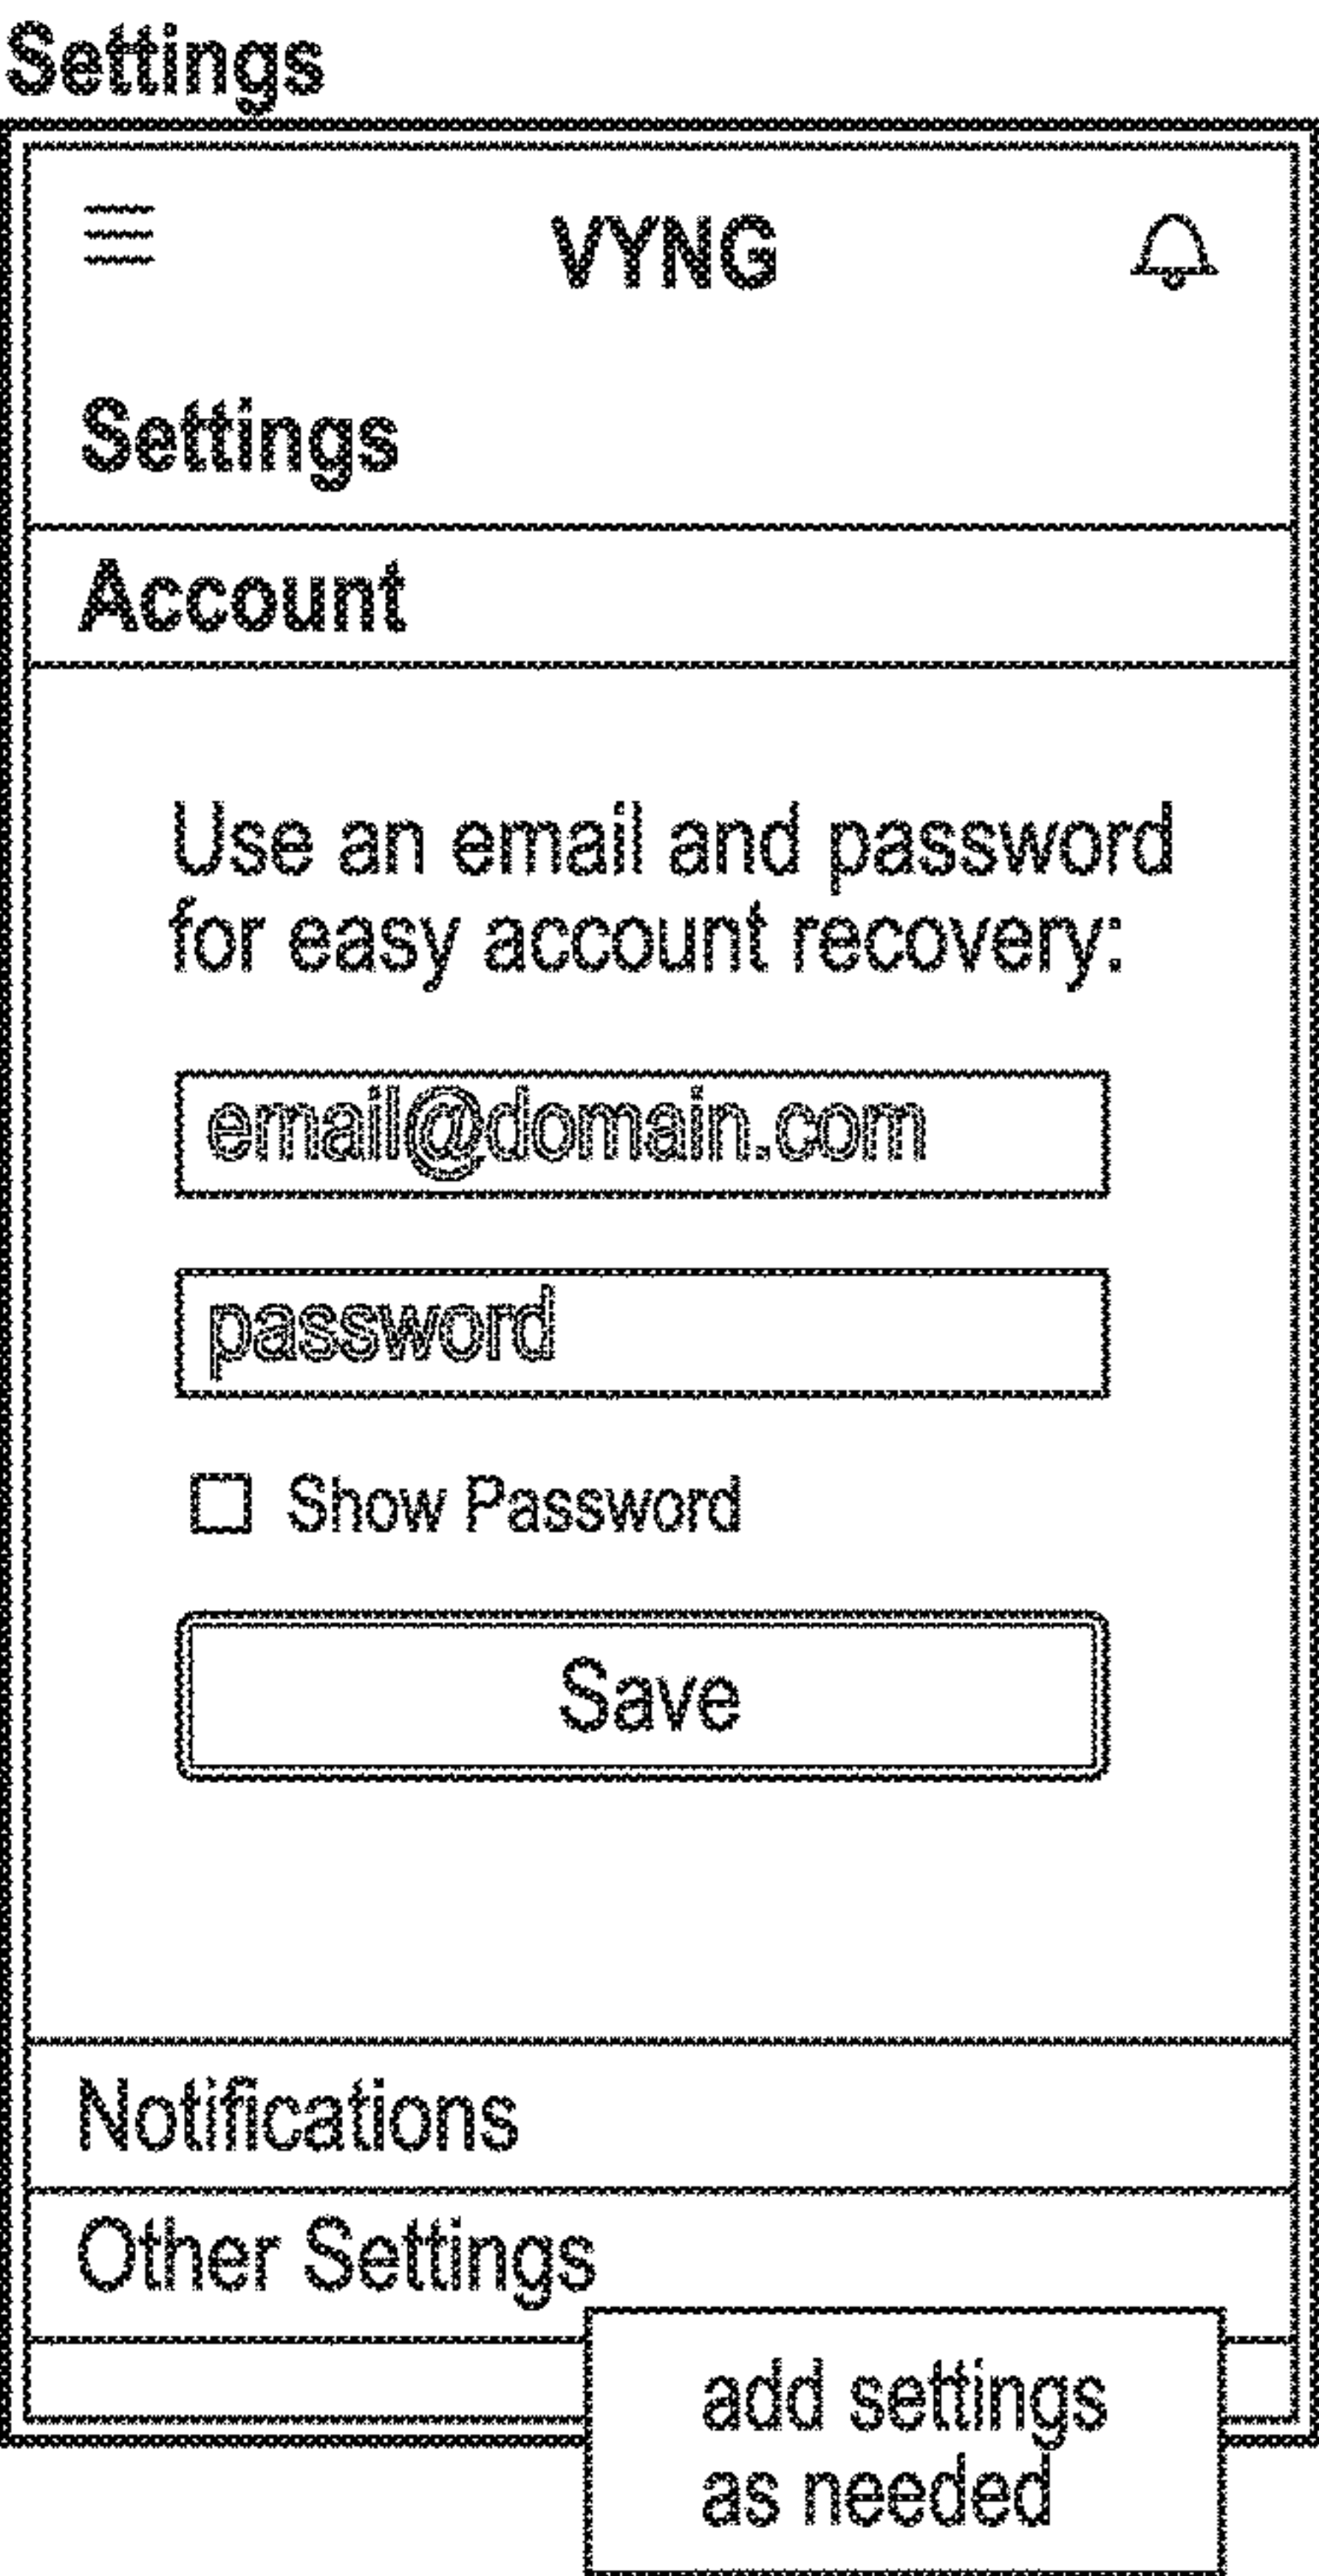 Settings
VYNG
Settings
Account
Use an email and password
for easy account recovery:
email@domain.com
password
Show Password
Save
Notifications
Other Settings
add settings
as needed